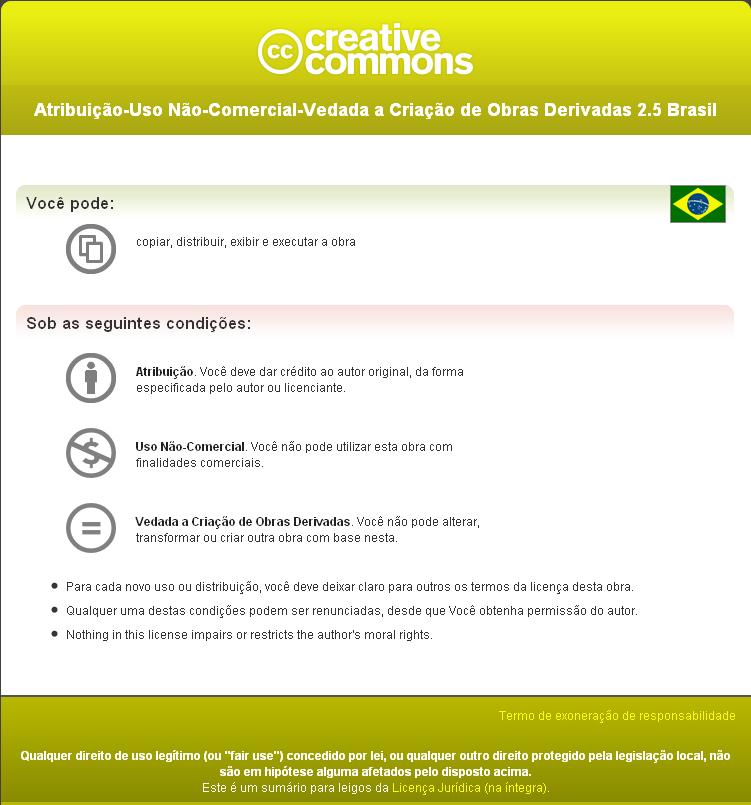 cc creative
commons
Atribuição-Uso Não-Comercial-Vedada a Criação de Obras Derivadas 2.5 Brasil
Você pode:
copiar, distribuir, exibir e executar a obra
Sob as seguintes condições:
Atribuição. Você deve dar crédito ao autor original, da forma
especificada pelo autor ou licenciante.
Uso Não-Comercial. Você não pode utilizar esta obra com
finalidades comerciais.
Vedada a Criação de Obras Derivadas. Você não pode alterar,
transformar ou criar outra obra com base nesta.
• Para cada novo uso ou distribuição, você deve deixar claro para outros os termos da licença desta obra.
• Qualquer uma destas condições podem ser renunciadas, desde que Você obtenha permissão do autor.
• Nothing in this license impairs or restricts the author's moral rights.
Termo de exoneração de responsabilidade
Qualquer direito de uso legítimo (ou "fair use") concedido por lei, ou qualquer outro direito protegido pela legislação local, não
são em hipótese alguma afetados pelo disposto acima.
Este é um sumário para leigos da Licença Jurídica (na íntegra).